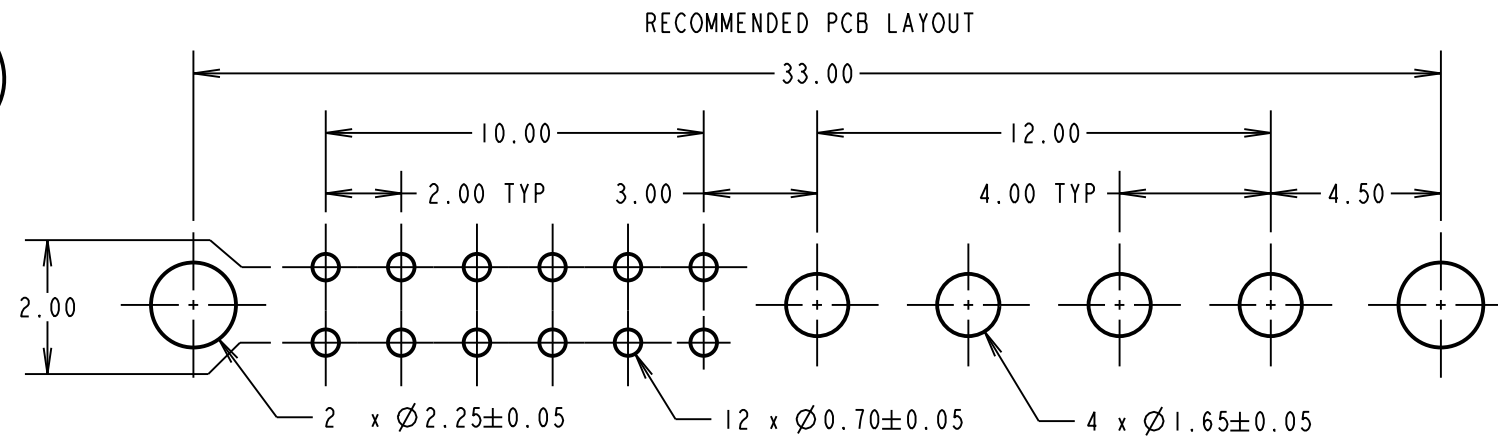 RECOMMENDED PCB LAYOUT
33.00
10.00
12.00
2.00 TYP
3.00
4.00 TYP
4.50
2.00
2 x Ø2.25±0.05
12 x Ø0.70±0.05
4 x Ø1.65±0.05